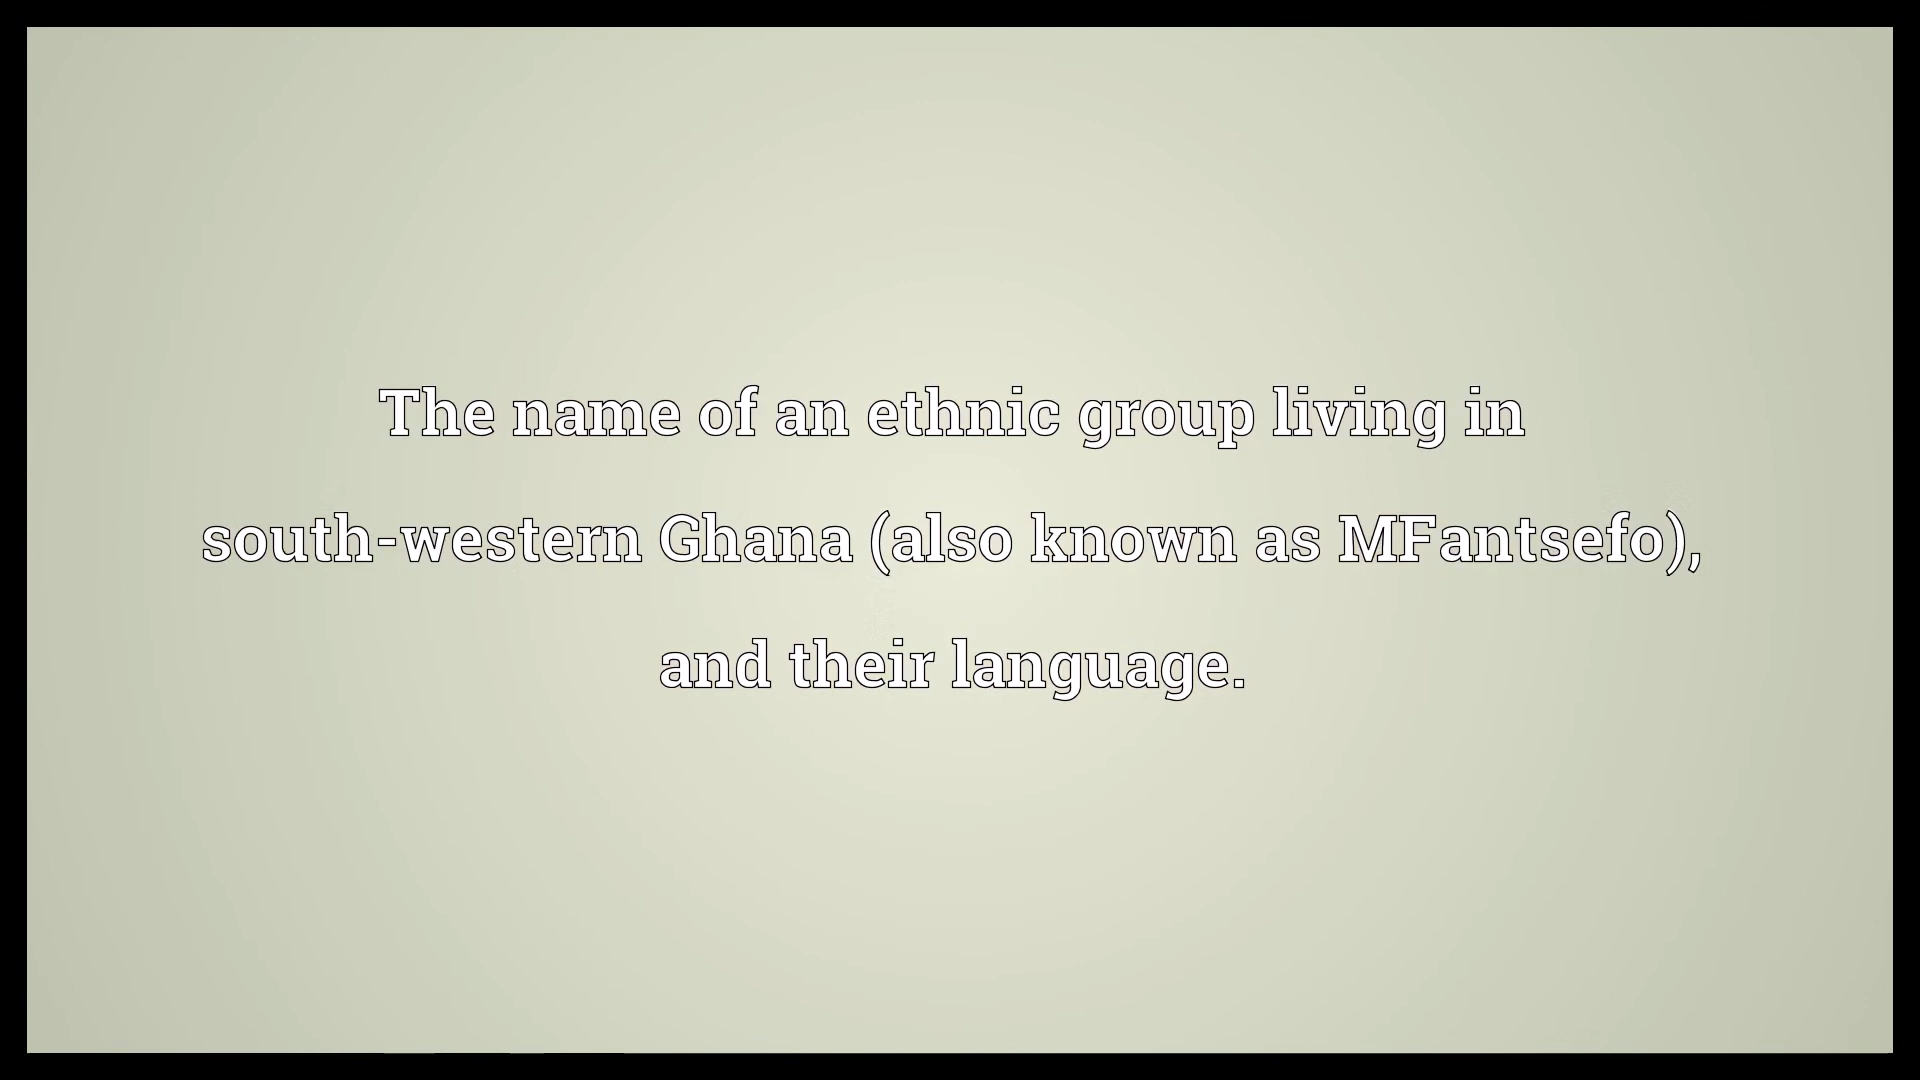 The name of an ethnic group living in
south-western Ghana (also known as MFantsefo),
and their language.